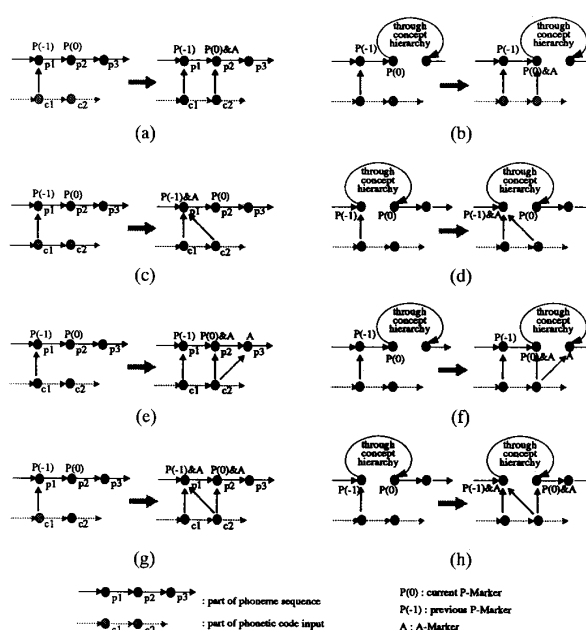 P(-1) P(0)
p1 p2 p3
c1 c2
P(-1) P(0)&A
p1 p2 p3
c1 c2
(a)
through
concept
hierarchy
P(-1)
P(0)
through
concept
hierarchy
P(-1)
P(0)&A
(b)
P(-1) P(0)
p1 p2 p3
c1 c2
P(-1)&A P(0)
p1 p2 p3
c2
(c)
through
concept
hierarchy
P(-1) P(0)
through
concept
hierarchy
P(-1)&A P(0)
(d)
P(-1) P(0)
p1 p2 p3
c1 c2
P(-1) P(0)&A A
p1 p2 p3
c2
(e)
through
concept
hierarchy
P(-1)
P(0)
through
concept
hierarchy
P(-1)
P(0)&A A
(f)
P(-1) P(0)
p1 p2 p3
c1 c2
P(-1)&A P(0)&A
p1 p2 p3
c1 c2
(g)
through
concept
hierarchy
P(-1) P(0)
through
concept
hierarchy
P(-1)&A P(0)&A
(h)
p1 p2 p3 : part of phoneme sequence
c1 c2 : part of phonetic code input
P(0) : current P-Marker
P(-1) : previous P-Marker
A : A-Marker